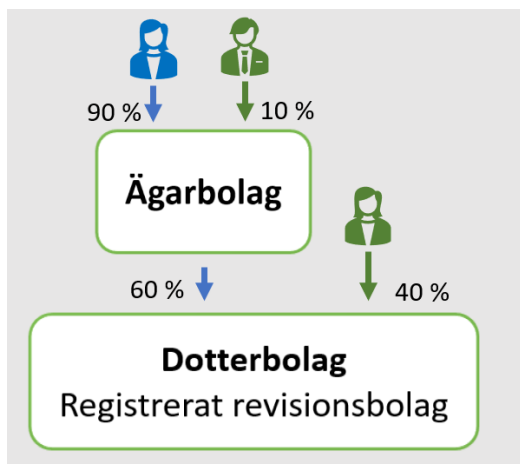 90 % 10 %
Ägarbolag
60 % 40 %
Dotterbolag
Registrerat revisionsbolag